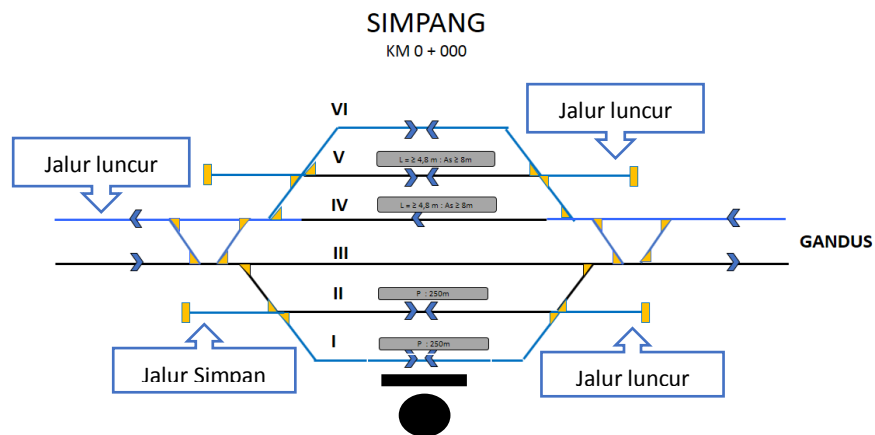 SIMPANG
KM 0 + 000
VI
Jalur luncur
Jalur luncur
V
L = ≥ 4,8 m : As ≥ 8m
IV
L = ≥ 4,8 m : As ≥ 8m
GANDUS
III
II
P : 250m
I
P : 250m
Jalur Simpan
Jalur luncur